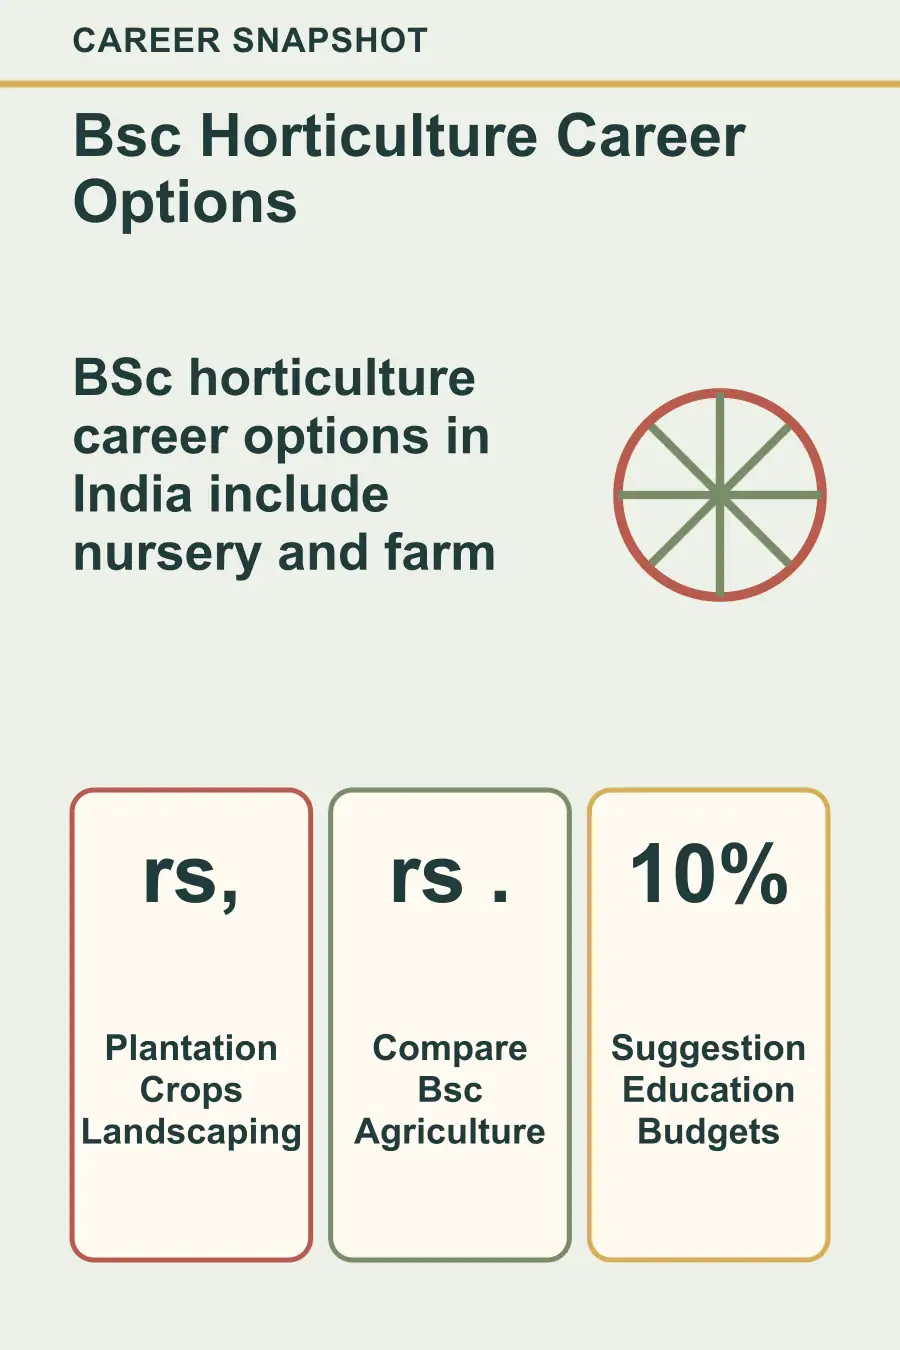 CAREER SNAPSHOT
Bsc Horticulture Career
Options
BSc horticulture
career options in
India include
nursery and farm
rs,
Plantation
Crops
Landscaping
rs .
Compare
Bsc
Agriculture
10%
Suggestion
Education
Budgets